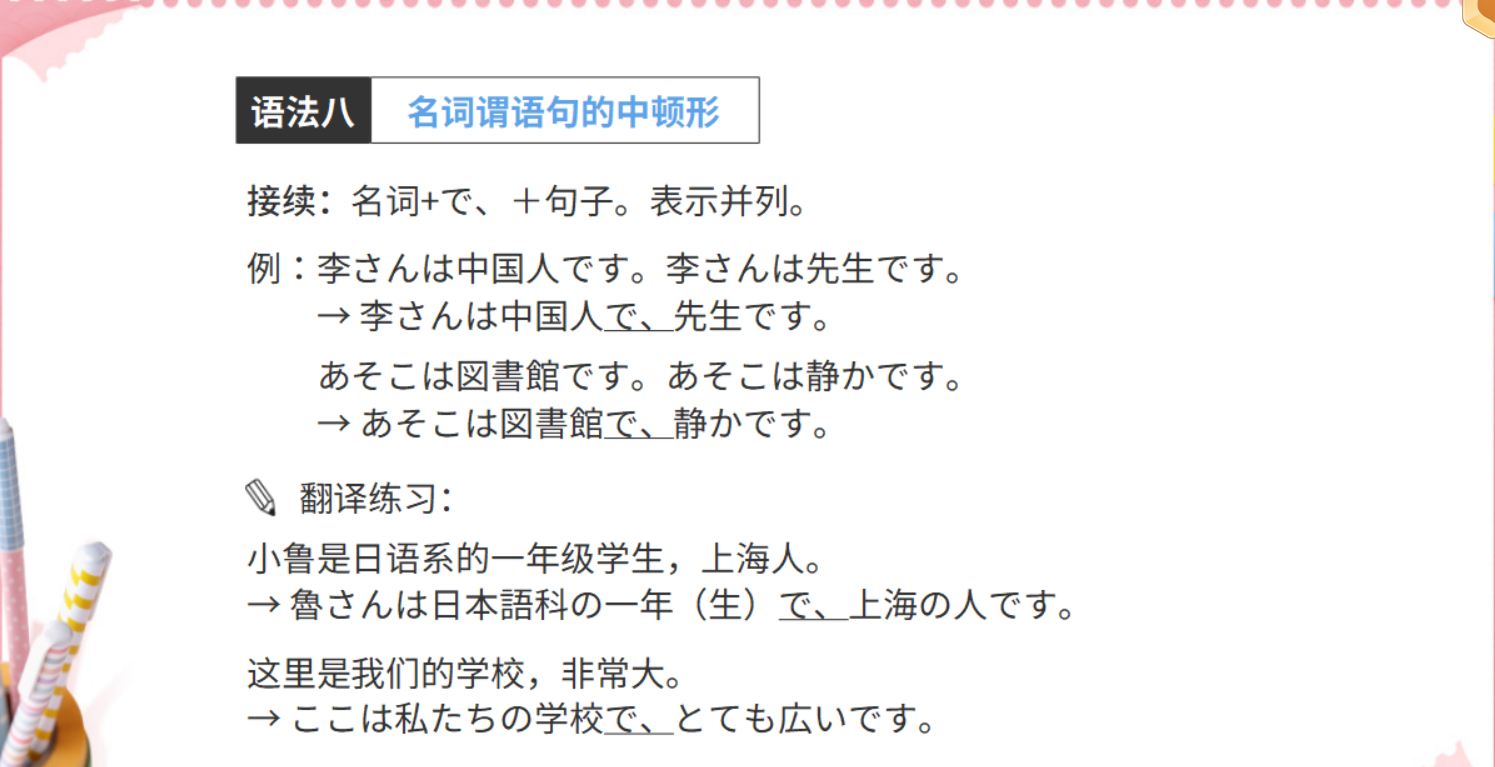 语法八 名词谓语句的中顿形
接续：名词+で、＋句子。表示并列。
例：李さんは中国人です。李さんは先生です。
→ 李さんは中国人で、先生です。
あそこは図書館です。あそこは静かです。
→ あそこは図書館で、静かです。
翻译练习：
小鲁是日语系的一年级学生，上海人。
→ 魯さんは日本語科の一年（生）で、上海の人です。
这里是我们的学校，非常大。
→ ここは私たちの学校で、とても広いです。